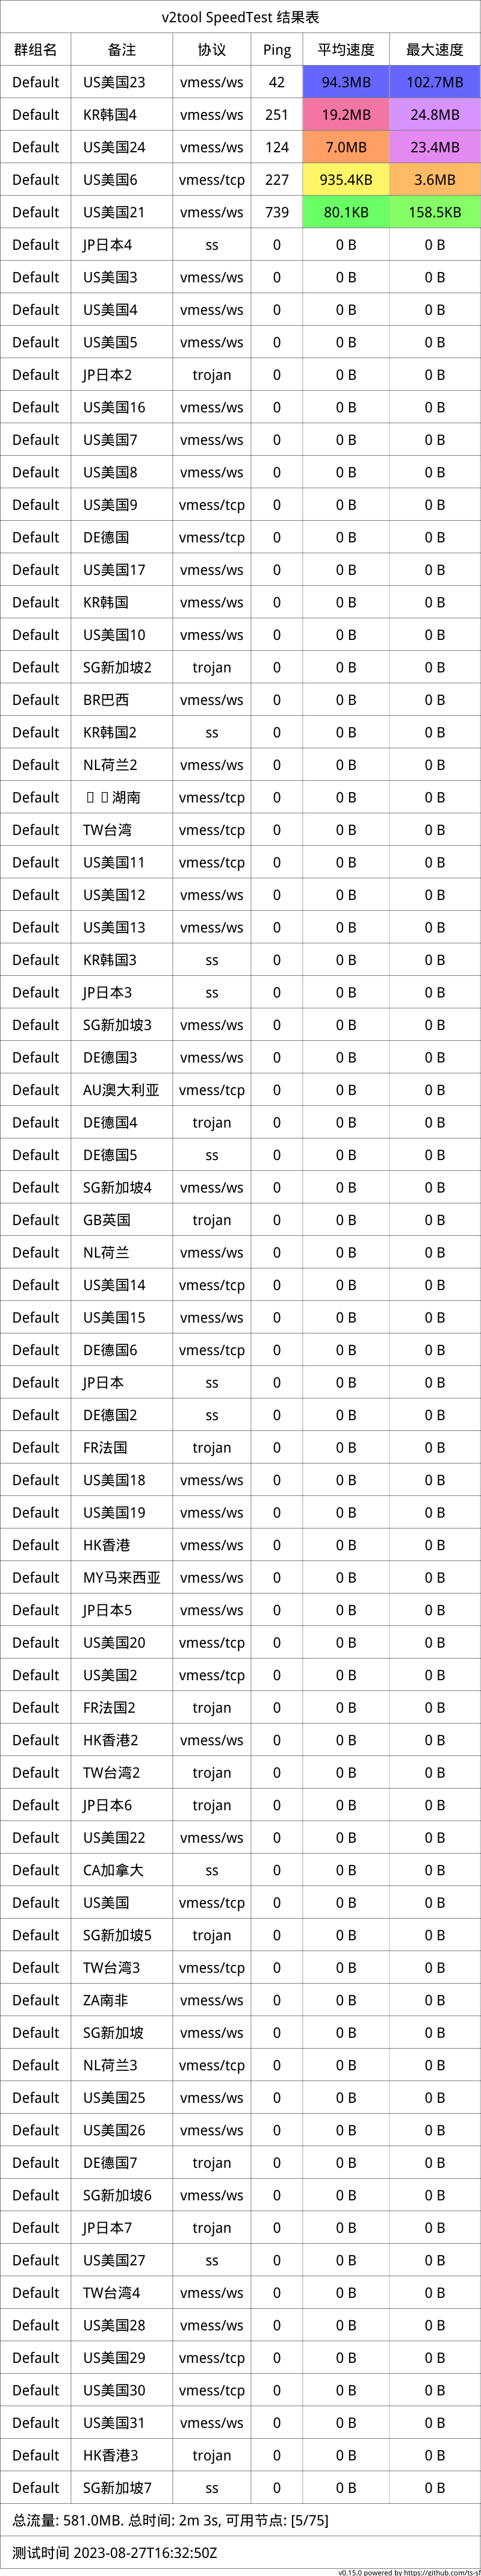 v2tool SpeedTest 结果表
群组名 备注 协议 Ping 平均速度 最大速度
Default US美国23 vmess/ws 42 94.3MB 102.7MB
Default KR韩国4 vmess/ws 251 19.2MB 24.8MB
Default US美国24 vmess/ws 124 7.0MB 23.4MB
Default US美国6 vmess/tcp 227 935.4KB 3.6MB
Default US美国21 vmess/ws 739 80.1KB 158.5KB
Default JP日本4 ss 0 0 B 0 B
Default US美国3 vmess/ws 0 0 B 0 B
Default US美国4 vmess/ws 0 0 B 0 B
Default US美国5 vmess/ws 0 0 B 0 B
Default JP日本2 trojan 0 0 B 0 B
Default US美国16 vmess/ws 0 0 B 0 B
Default US美国7 vmess/ws 0 0 B 0 B
Default US美国8 vmess/ws 0 0 B 0 B
Default US美国9 vmess/tcp 0 0 B 0 B
Default DE德国 vmess/tcp 0 0 B 0 B
Default US美国17 vmess/ws 0 0 B 0 B
Default KR韩国 vmess/ws 0 0 B 0 B
Default US美国10 vmess/ws 0 0 B 0 B
Default SG新加坡2 trojan 0 0 B 0 B
Default BR巴西 vmess/ws 0 0 B 0 B
Default KR韩国2 ss 0 0 B 0 B
Default NL荷兰2 vmess/ws 0 0 B 0 B
Default 湖南 vmess/tcp 0 0 B 0 B
Default TW台湾 vmess/tcp 0 0 B 0 B
Default US美国11 vmess/tcp 0 0 B 0 B
Default US美国12 vmess/ws 0 0 B 0 B
Default US美国13 vmess/ws 0 0 B 0 B
Default KR韩国3 ss 0 0 B 0 B
Default JP日本3 ss 0 0 B 0 B
Default SG新加坡3 vmess/ws 0 0 B 0 B
Default DE德国3 vmess/ws 0 0 B 0 B
Default AU澳大利亚 vmess/tcp 0 0 B 0 B
Default DE德国4 trojan 0 0 B 0 B
Default DE德国5 ss 0 0 B 0 B
Default SG新加坡4 vmess/ws 0 0 B 0 B
Default GB英国 trojan 0 0 B 0 B
Default NL荷兰 vmess/ws 0 0 B 0 B
Default US美国14 vmess/tcp 0 0 B 0 B
Default US美国15 vmess/ws 0 0 B 0 B
Default DE德国6 vmess/tcp 0 0 B 0 B
Default JP日本 ss 0 0 B 0 B
Default DE德国2 ss 0 0 B 0 B
Default FR法国 trojan 0 0 B 0 B
Default US美国18 vmess/ws 0 0 B 0 B
Default US美国19 vmess/ws 0 0 B 0 B
Default HK香港 vmess/ws 0 0 B 0 B
Default MY马来西亚 vmess/ws 0 0 B 0 B
Default JP日本5 vmess/ws 0 0 B 0 B
Default US美国20 vmess/tcp 0 0 B 0 B
Default US美国2 vmess/tcp 0 0 B 0 B
Default FR法国2 trojan 0 0 B 0 B
Default HK香港2 vmess/ws 0 0 B 0 B
Default TW台湾2 trojan 0 0 B 0 B
Default JP日本6 trojan 0 0 B 0 B
Default US美国22 vmess/ws 0 0 B 0 B
Default CA加拿大 ss 0 0 B 0 B
Default US美国 vmess/tcp 0 0 B 0 B
Default SG新加坡5 trojan 0 0 B 0 B
Default TW台湾3 vmess/tcp 0 0 B 0 B
Default ZA南非 vmess/ws 0 0 B 0 B
Default SG新加坡 vmess/ws 0 0 B 0 B
Default NL荷兰3 vmess/tcp 0 0 B 0 B
Default US美国25 vmess/ws 0 0 B 0 B
Default US美国26 vmess/ws 0 0 B 0 B
Default DE德国7 trojan 0 0 B 0 B
Default SG新加坡6 vmess/ws 0 0 B 0 B
Default JP日本7 trojan 0 0 B 0 B
Default US美国27 ss 0 0 B 0 B
Default TW台湾4 vmess/ws 0 0 B 0 B
Default US美国28 vmess/ws 0 0 B 0 B
Default US美国29 vmess/tcp 0 0 B 0 B
Default US美国30 vmess/tcp 0 0 B 0 B
Default US美国31 vmess/ws 0 0 B 0 B
Default HK香港3 trojan 0 0 B 0 B
Default SG新加坡7 ss 0 0 B 0 B
总流量: 581.0MB. 总时间: 2m 3s, 可用节点: [5/75]
测试时间 2023-08-27T16:32:50Z
v0.15.0 powered by https://github.com/ts-sf